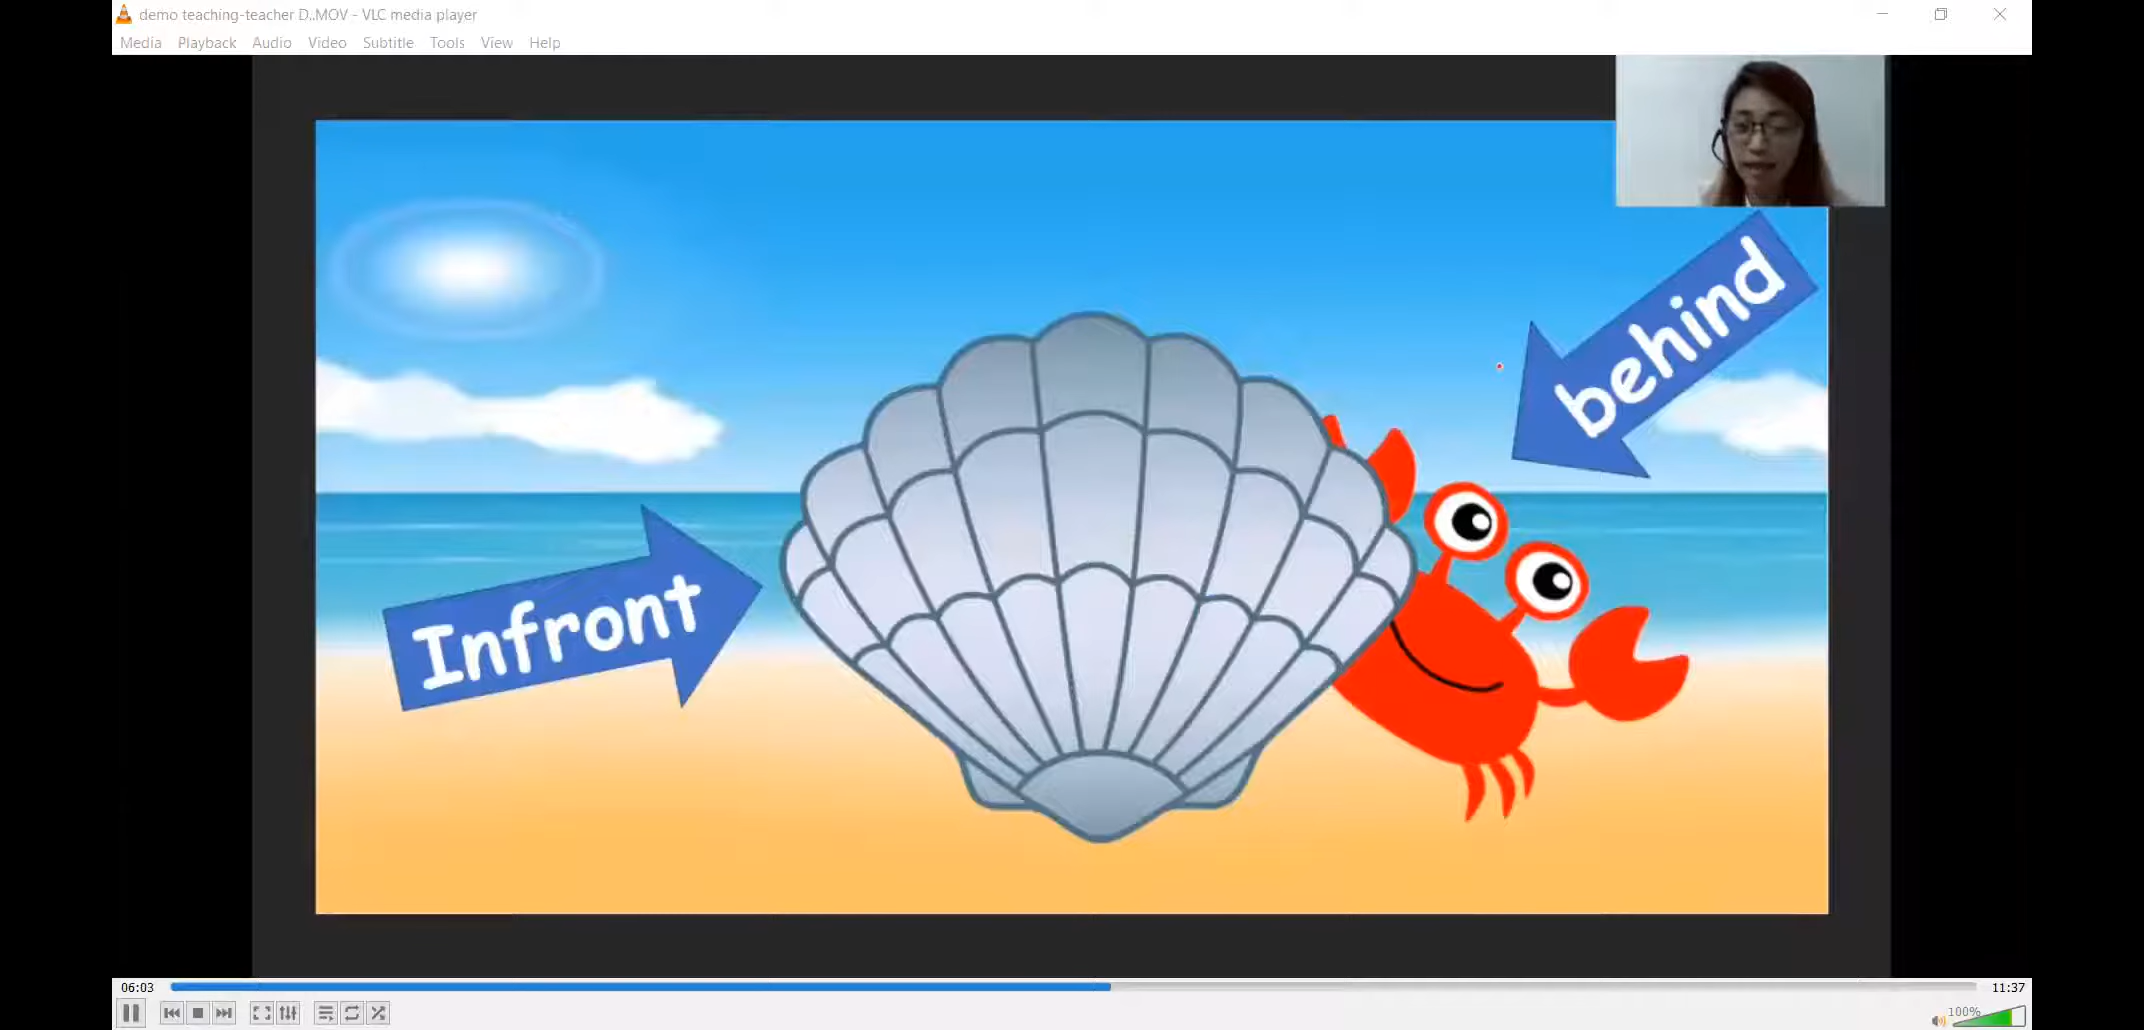 demo teaching-teacher D..MOV - VLC media player
Media Playback Audio Video Subtitle Tools View Help
behind
Infront
06:03
11:37
100%